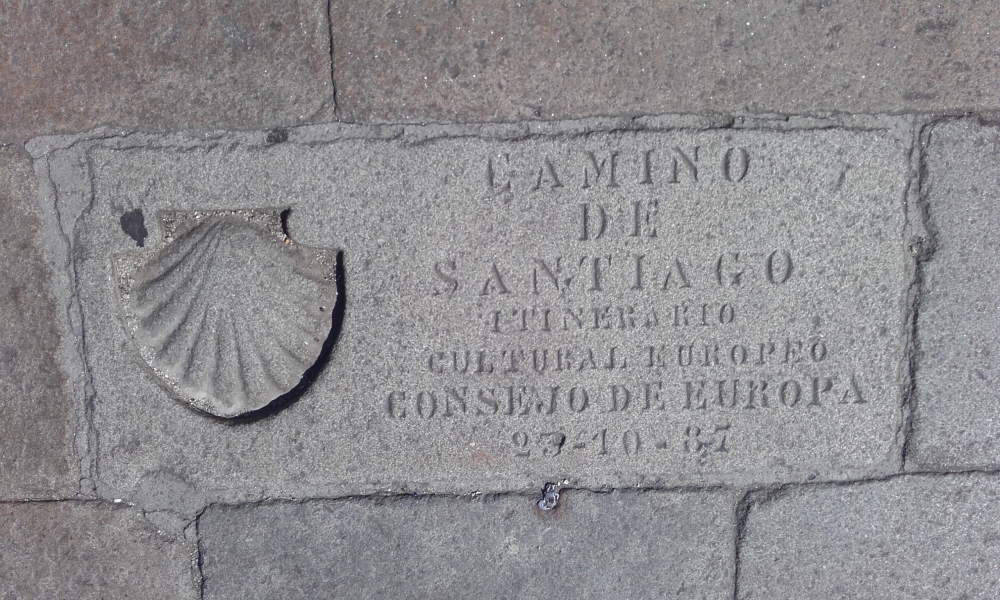 CAMINO
DE
SANTIAGO
ITINERARIO
CULTURAL EUROPEO
CONSEJO DE EUROPA
23-10-87